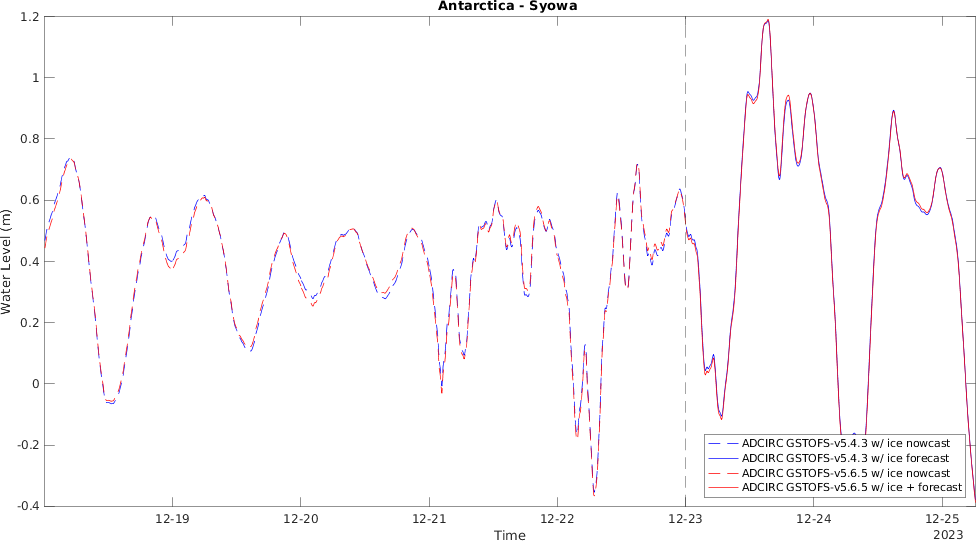 Antarctica - Syowa
1.2
1
0.8
0.6
0.4
0.2
0
-0.2
-0.4
Water Level (m)
ADCIRC GSTOFS-v5.4.3 w/ ice nowcast
ADCIRC GSTOFS-v5.4.3 w/ ice forecast
ADCIRC GSTOFS-v5.6.5 w/ ice nowcast
ADCIRC GSTOFS-v5.6.5 w/ ice + forecast
12-19 12-20 12-21 12-22 12-23 12-24 12-25
Time 2023